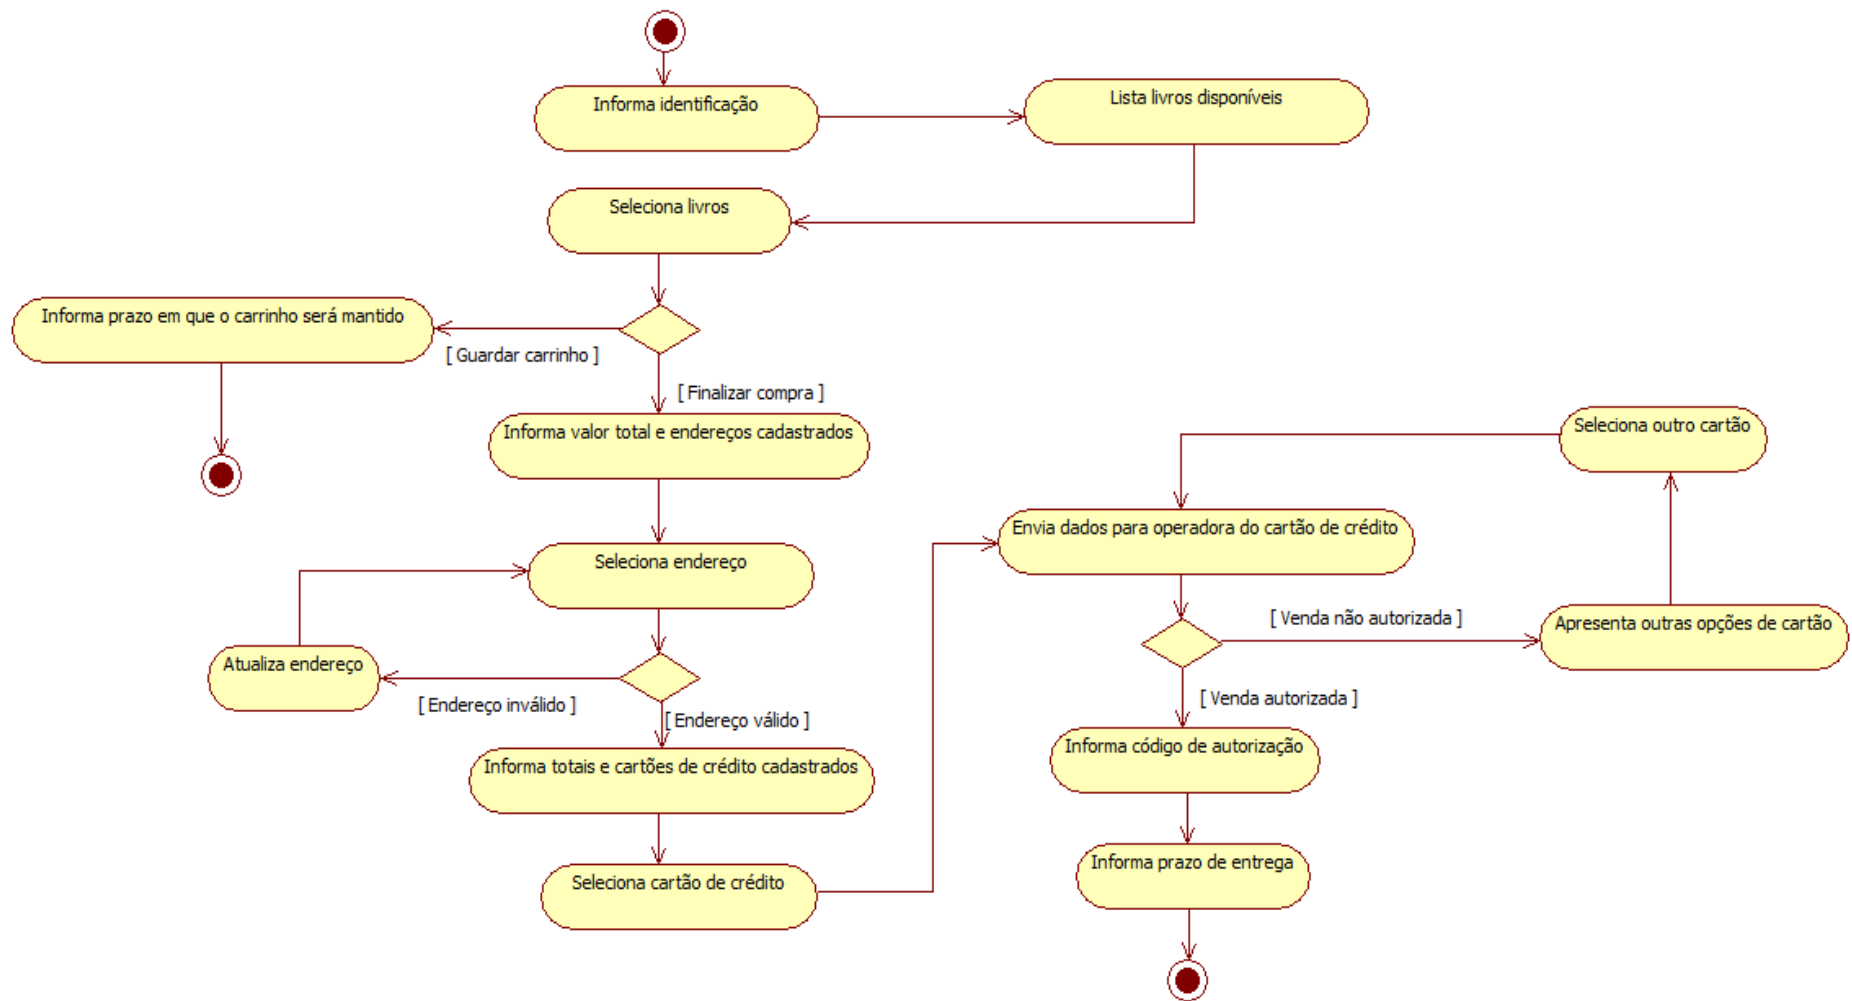 Informa identificação
Lista livros disponíveis
Seleciona livros
Informa prazo em que o carrinho será mantido
[ Guardar carrinho ]
[ Finalizar compra ]
Informa valor total e endereços cadastrados
Seleciona endereço
Atualiza endereço
[ Endereço inválido ]
[ Endereço válido ]
Informa totais e cartões de crédito cadastrados
Seleciona cartão de crédito
Seleciona outro cartão
Envia dados para operadora do cartão de crédito
[ Venda não autorizada ]
Apresenta outras opções de cartão
[ Venda autorizada ]
Informa código de autorização
Informa prazo de entrega